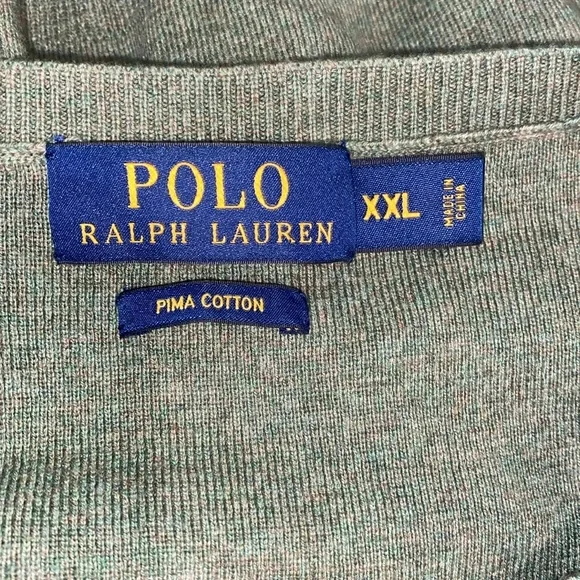 POLO
RALPH LAUREN
XXL
MADE IN
CHINA
PIMA COTTON